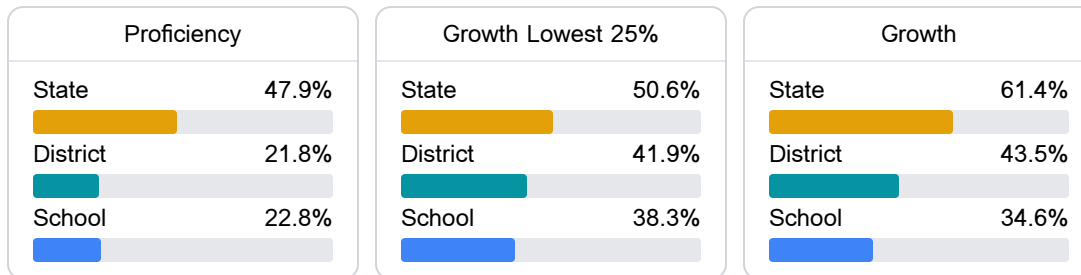 Proficiency
State 47.9%
District 21.8%
School 22.8%
Growth Lowest 25%
State 50.6%
District 41.9%
School 38.3%
Growth
State 61.4%
District 43.5%
School 34.6%